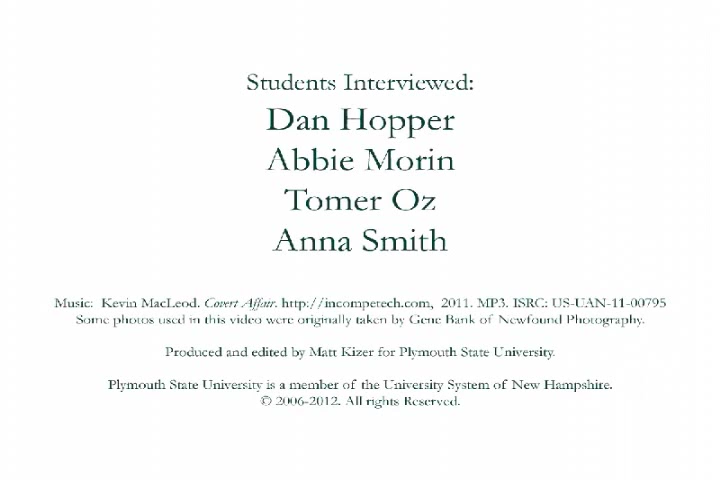 Students Interviewed:
Dan Hopper
Abbie Morin
Tomer Oz
Anna Smith
Music: Kevin MacLeod. Covert Affair. http://incompetech.com, 2011. MP3. ISRC: US-UAN-11-00795
Some photos used in this video were originally taken by Gene Bank of Newfound Photography.
Produced and edited by Matt Kizer for Plymouth State University.
Plymouth State University is a member of the University System of New Hampshire.
© 2006-2012. All rights Reserved.